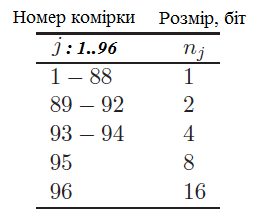 Номер комірки Розмір, біт
j : 1..96 n_j
1 – 88 1
89 – 92 2
93 – 94 4
95 8
96 16